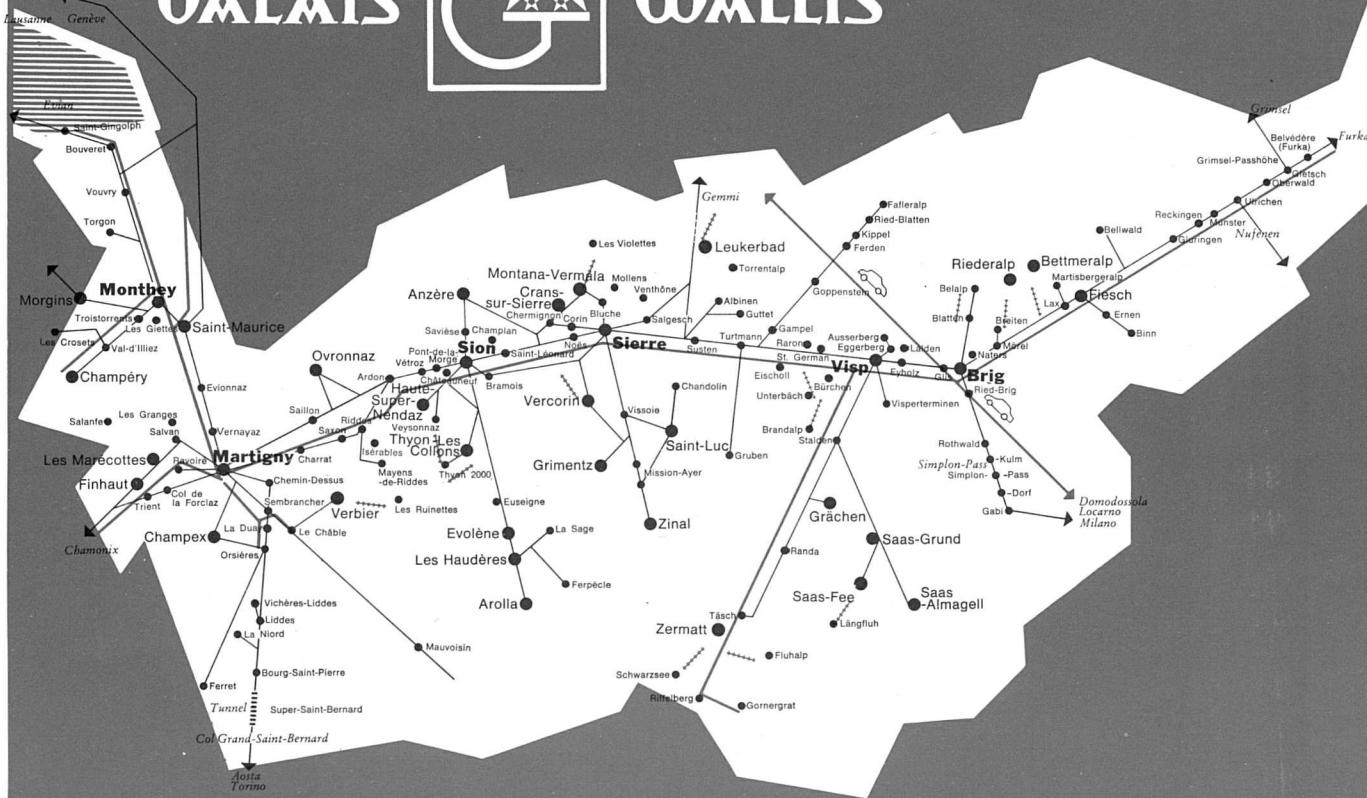 VALAIS
WALLIS
Lausanne
Genève
Evian
Saint-Gingolph
Bouveret
Vouvry
Torgon
Monthey
Morgins
Troistorrents
Les Giettes
Saint-Maurice
Les Crosets
Val-d'Illiez
Champéry
Evionnaz
Les Granges
Salanfe
Salvan
Vernayaz
Les Marécottes
Ravoire
Martigny
Finhaut
Trient
Col de
la Forclaz
Chamonix
Chemin-Dessus
Sembrancher
Champex
La Duay
Orsières
Le Châble
Verbier
Les Ruinettes
Vichères-Liddes
Liddes
La Niord
Bourg-Saint-Pierre
Ferret
Tunnel
Super-Saint-Bernard
Col Grand-Saint-Bernard
Aosta
Torino
Mauvoisin
Ovronnaz
Saillon
Saxon
Charrat
Riddes
Isérables
Mayens
-de-Riddes
Ardon
Vétroz
Pont-de-la-
Morge
Châteauneuf
Haute-
Super-
Nendaz
Veysonnaz
Thyon
Les
Collons
Thyon 2000
Anzère
Savièse
Champlan
Sion
Saint-Léonard
Bramois
Euseigne
Evolène
La Sage
Les Haudères
Ferpècle
Arolla
Les Violettes
Montana-Vermala
Crans-
sur-Sierre
Mollens
Venthône
Chermignon
Corin
Bluche
Noës
Sierre
Salgesch
Vercorin
Vissoie
Chandolin
Saint-Luc
Grimentz
Mission-Ayer
Zinal
Gemmi
Leukerbad
Torrentalp
Albinen
Guttet
Susten
Turtmann
Gruben
Fafleralp
Ried-Blatten
Kippel
Ferden
Goppenstein
Gampel
Raron
St. German
Eischoll
Bürchen
Unterbäch
Brandalp
Ausserberg
Eggerberg
Lalden
Visp
Eyholz
Glis
Visperterminen
Stalden
Grächen
Randa
Saas-Grund
Saas-Fee
Saas
-Almagell
Längfluh
Täsch
Zermatt
Fluhalp
Schwarzsee
Riffelberg
Gornergrat
Brig
Naters
Ried-Brig
Rothwald
Simplon-Pass
-Kulm
Simplon-
-Pass
-Dorf
Gabi
Domodossola
Locarno
Milano
Belalp
Blatten
Breiten
Mörel
Riederalp
Bettmeralp
Martisbergeralp
Lax
Fiesch
Ernen
Binn
Bellwald
Gluringen
Reckingen
Münster
Ulrichen
Nufenen
Oberwald
Gletsch
Grimsel-Passhöhe
Belvédère
(Furka)
Furka
Grimsel